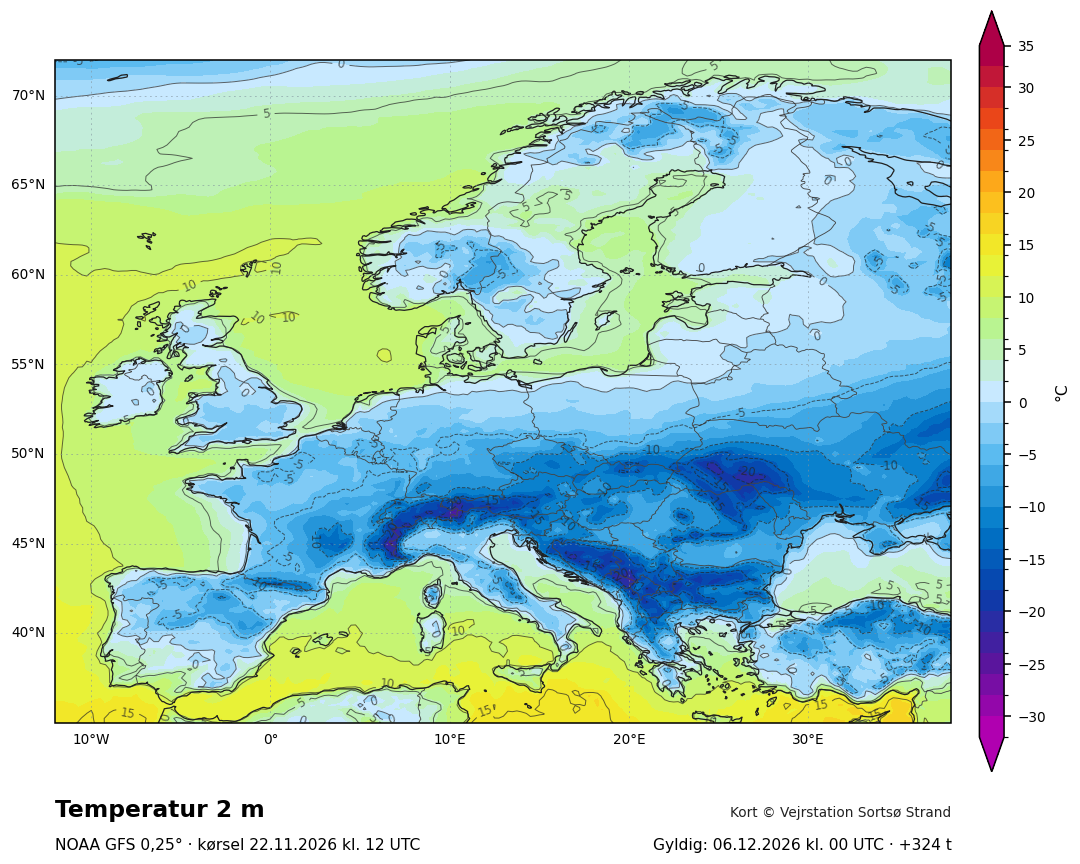 70°N
65°N
60°N
55°N
50°N
45°N
40°N
10°W 0° 10°E 20°E 30°E
35
30
25
20
15
10
5
0
−5
−10
−15
−20
−25
−30
°C
Temperatur 2 m
Kort © Vejrstation Sortsø Strand
NOAA GFS 0,25° · kørsel 22.11.2026 kl. 12 UTC
Gyldig: 06.12.2026 kl. 00 UTC · +324 t